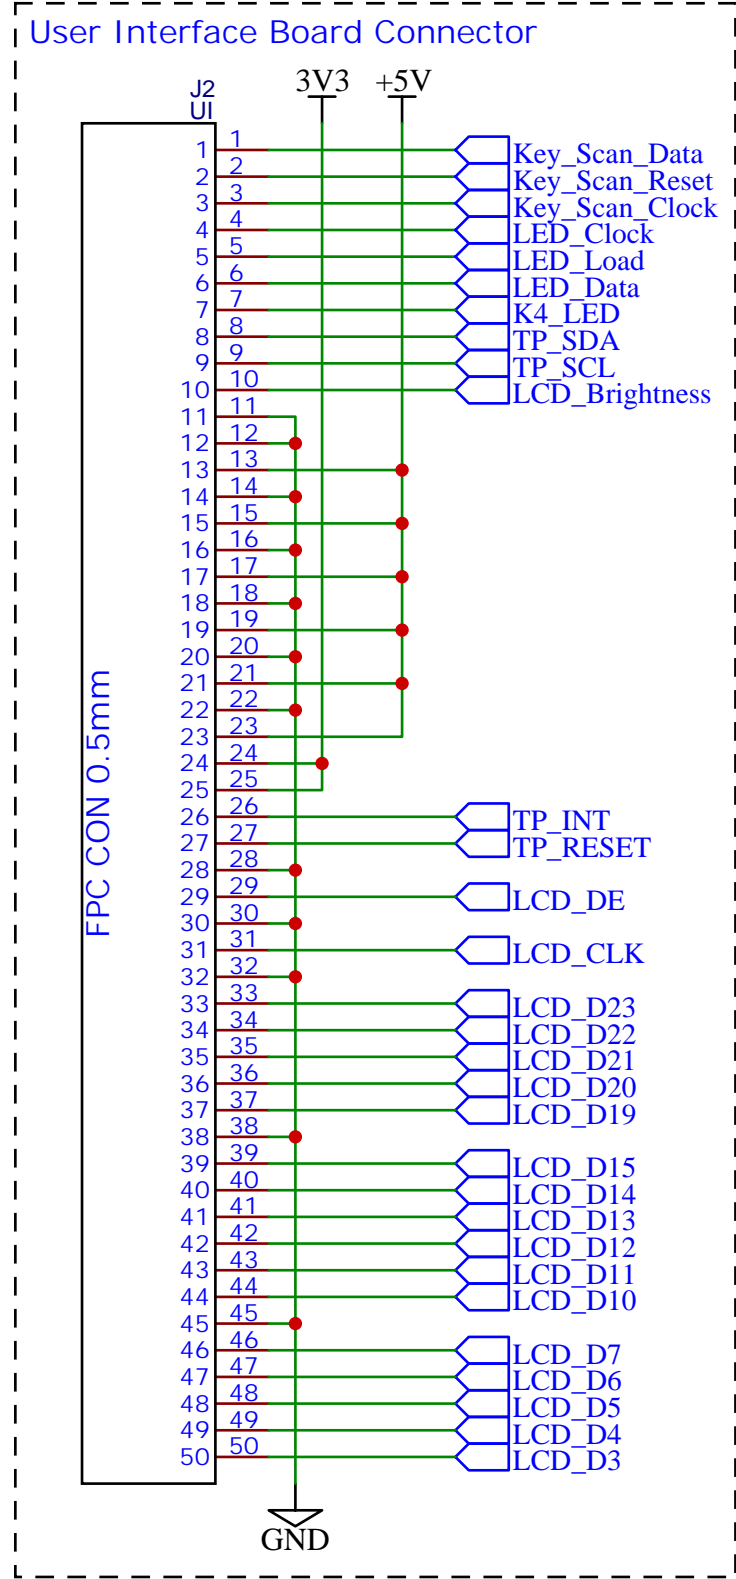 User Interface Board Connector
J2
UI
3V3 +5V
1 1 Key_Scan_Data
2 2 Key_Scan_Reset
3 3 Key_Scan_Clock
4 4 LED_Clock
5 5 LED_Load
6 6 LED_Data
7 7 K4_LED
8 8 TP_SDA
9 9 TP_SCL
10 10 LCD_Brightness
11 11
12 12
13 13
14 14
15 15
16 16
17 17
18 18
19 19
20 20
21 21
22 22
23 23
24 24
25 25
26 26 TP_INT
27 27 TP_RESET
28 28
29 29 LCD_DE
30 30
31 31 LCD_CLK
32 32
33 33 LCD_D23
34 34 LCD_D22
35 35 LCD_D21
36 36 LCD_D20
37 37 LCD_D19
38 38
39 39 LCD_D15
40 40 LCD_D14
41 41 LCD_D13
42 42 LCD_D12
43 43 LCD_D11
44 44 LCD_D10
45 45
46 46 LCD_D7
47 47 LCD_D6
48 48 LCD_D5
49 49 LCD_D4
50 50 LCD_D3
FPC CON 0.5mm
GND